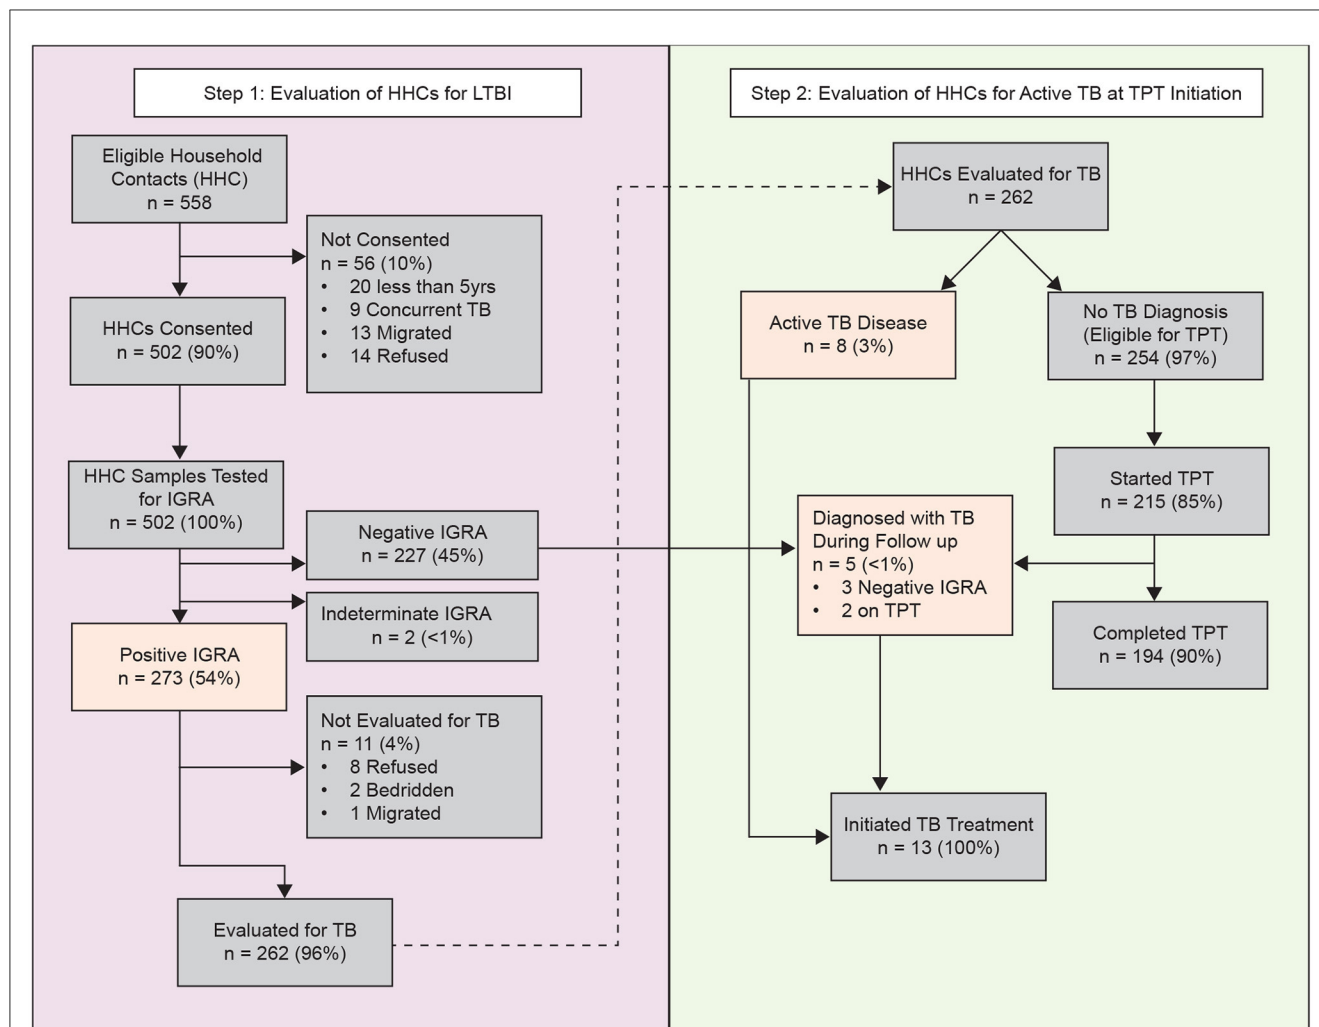 Step 1: Evaluation of HHCs for LTBI
Eligible Household
Contacts (HHC)
n = 558
Not Consented
n = 56 (10%)
• 20 less than 5yrs
• 9 Concurrent TB
• 13 Migrated
• 14 Refused
HHCs Consented
n = 502 (90%)
HHC Samples Tested
for IGRA
n = 502 (100%)
Negative IGRA
n = 227 (45%)
Indeterminate IGRA
n = 2 (<1%)
Positive IGRA
n = 273 (54%)
Not Evaluated for TB
n = 11 (4%)
• 8 Refused
• 2 Bedridden
• 1 Migrated
Evaluated for TB
n = 262 (96%)
Step 2: Evaluation of HHCs for Active TB at TPT Initiation
HHCs Evaluated for TB
n = 262
Active TB Disease
n = 8 (3%)
No TB Diagnosis
(Eligible for TPT)
n = 254 (97%)
Started TPT
n = 215 (85%)
Diagnosed with TB
During Follow up
n = 5 (<1%)
• 3 Negative IGRA
• 2 on TPT
Completed TPT
n = 194 (90%)
Initiated TB Treatment
n = 13 (100%)